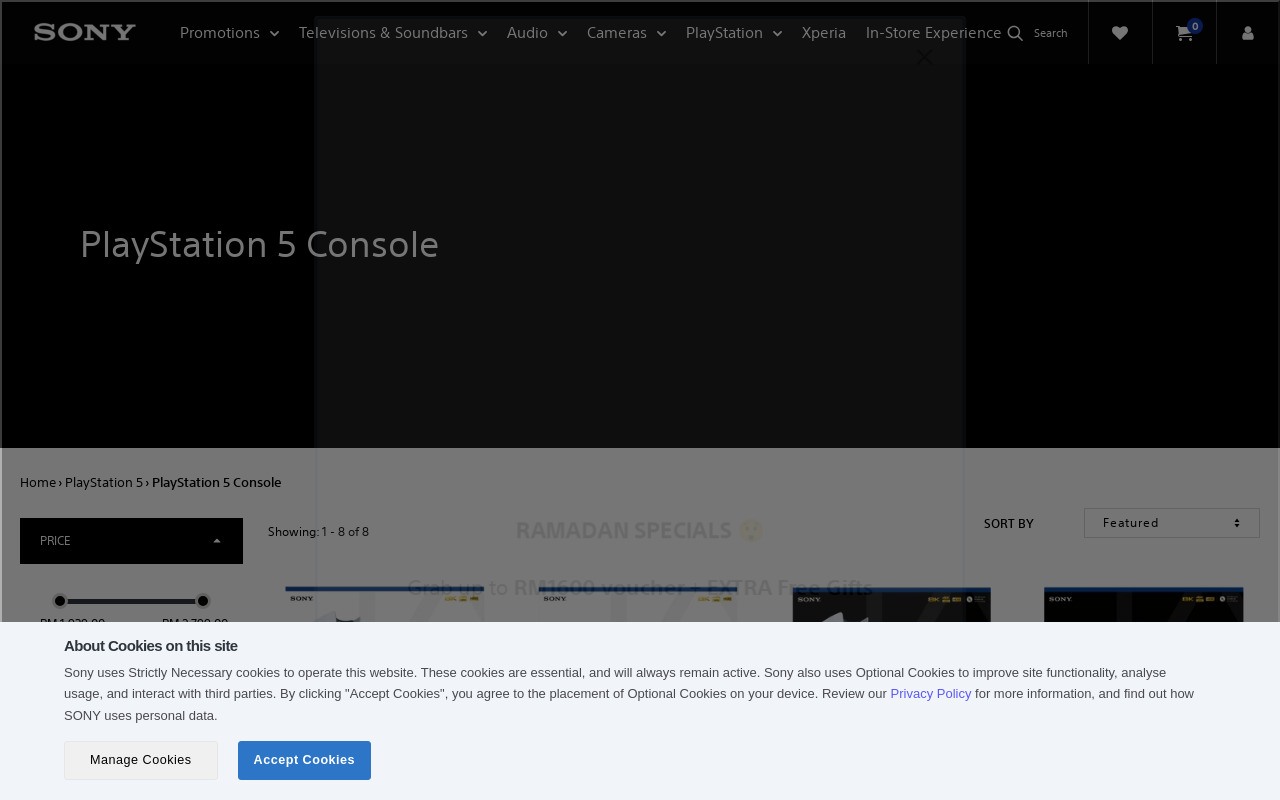 SONY
Promotions Televisions & Soundbars Audio Cameras PlayStation Xperia In-Store Experience Search 0
PlayStation 5 Console
Home › PlayStation 5 › PlayStation 5 Console
PRICE
Showing: 1 - 8 of 8
SORT BY Featured
RAMADAN SPECIALS
Grab up to RM1600 voucher + EXTRA Free Gifts
SONY
SONY
SONY
SONY
About Cookies on this site
Sony uses Strictly Necessary cookies to operate this website. These cookies are essential, and will always remain active. Sony also uses Optional Cookies to improve site functionality, analyse
usage, and interact with third parties. By clicking "Accept Cookies", you agree to the placement of Optional Cookies on your device. Review our Privacy Policy for more information, and find out how
SONY uses personal data.
Manage Cookies Accept Cookies